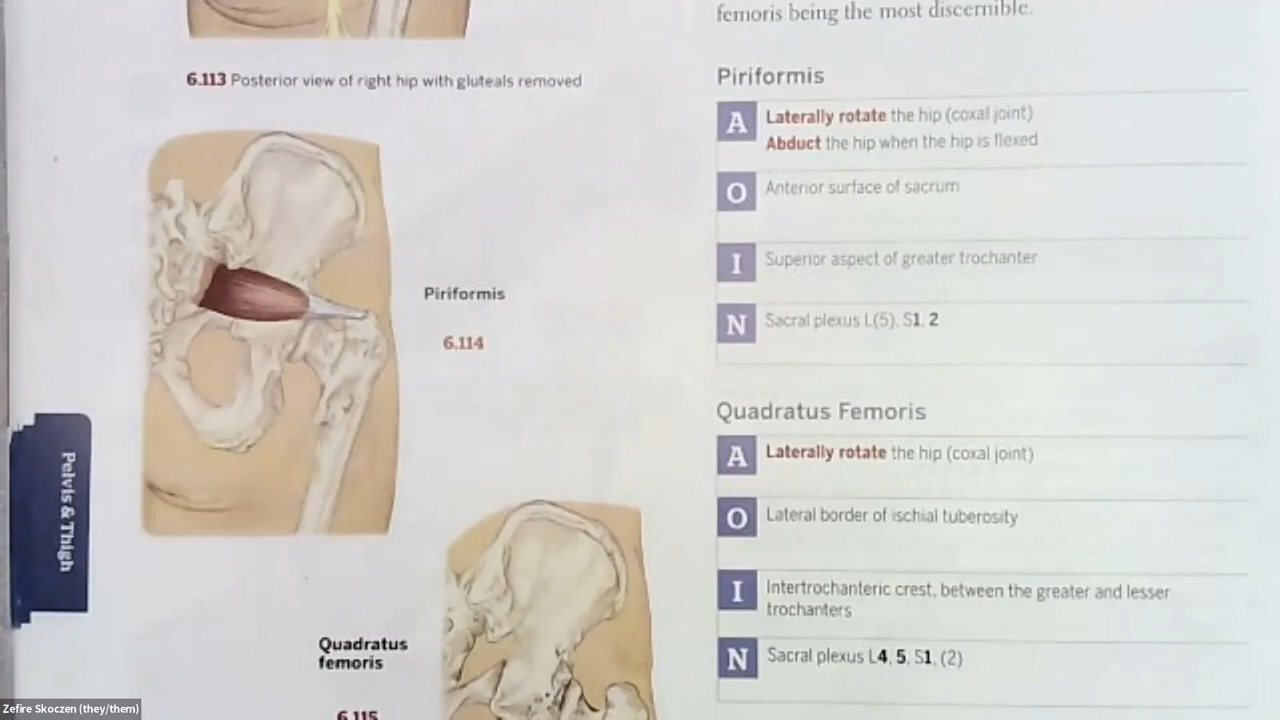 femoris being the most discernible.
6.113 Posterior view of right hip with gluteals removed
Piriformis
6.114
Pelvis & Thigh
Quadratus
femoris
6.115
Piriformis
A Laterally rotate the hip (coxal joint)
Abduct the hip when the hip is flexed
O Anterior surface of sacrum
I Superior aspect of greater trochanter
N Sacral plexus L(5), S1, 2
Quadratus Femoris
A Laterally rotate the hip (coxal joint)
O Lateral border of ischial tuberosity
I Intertrochanteric crest, between the greater and lesser
trochanters
N Sacral plexus L4, 5, S1, (2)
Zefire Skoczen (they/them)